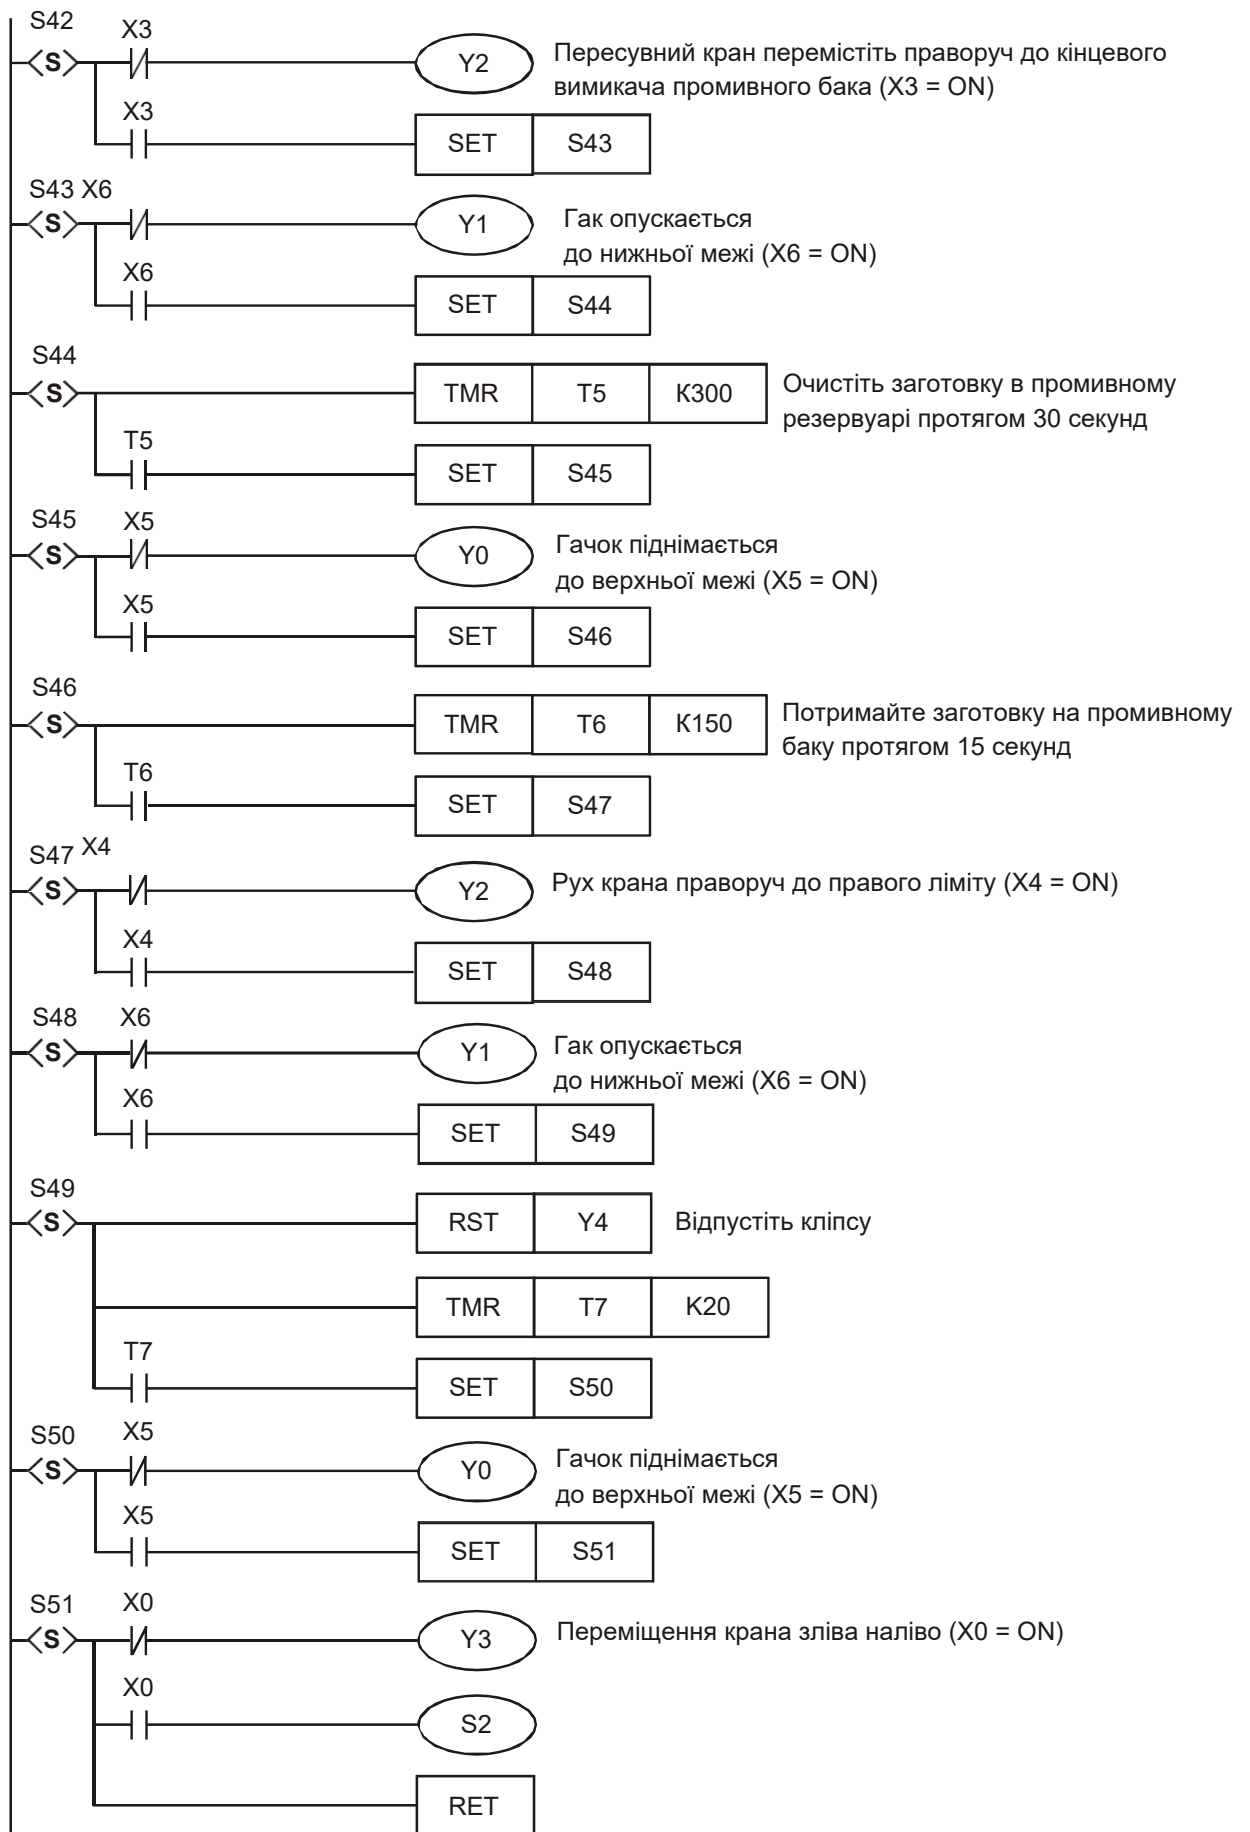 S42
X3
S
Y2
Пересувний кран перемістіть праворуч до кінцевого
вимикача промивного бака (X3 = ON)
X3
SET S43
S43 X6
S
Y1
Гак опускається
до нижньої межі (X6 = ON)
X6
SET S44
S44
S
TMR T5 К300
Очистіть заготовку в промивному
резервуарі протягом 30 секунд
T5
SET S45
S45 X5
S
Y0
Гачок піднімається
до верхньої межі (X5 = ON)
X5
SET S46
S46
S
TMR T6 К150
Потримайте заготовку на промивному
баку протягом 15 секунд
T6
SET S47
S47 X4
S
Y2
Рух крана праворуч до правого ліміту (X4 = ON)
X4
SET S48
S48 X6
S
Y1
Гак опускається
до нижньої межі (X6 = ON)
X6
SET S49
S49
S
RST Y4
Відпустіть кліпсу
TMR T7 K20
T7
SET S50
S50 X5
S
Y0
Гачок піднімається
до верхньої межі (X5 = ON)
X5
SET S51
S51 X0
S
Y3
Переміщення крана зліва наліво (X0 = ON)
X0
S2
RET